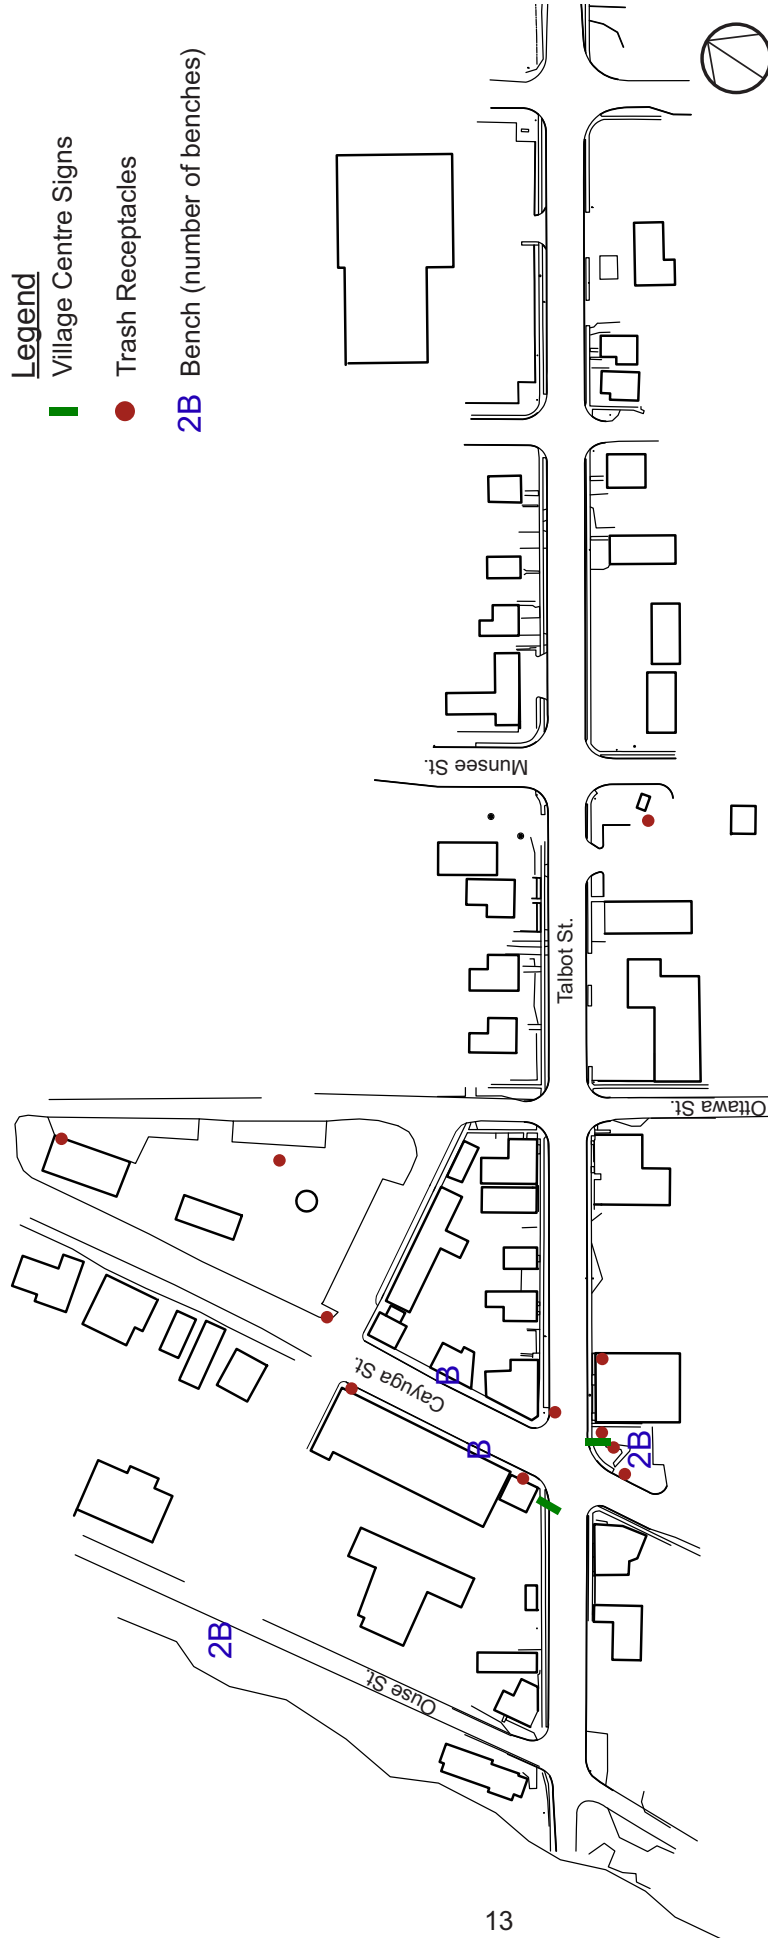 Legend
Village Centre Signs
Trash Receptacles
2B Bench (number of benches)
Munsee St.
Talbot St.
Ottawa St.
Cayuga St.
B
B
2B
2B
Ouse St.
13